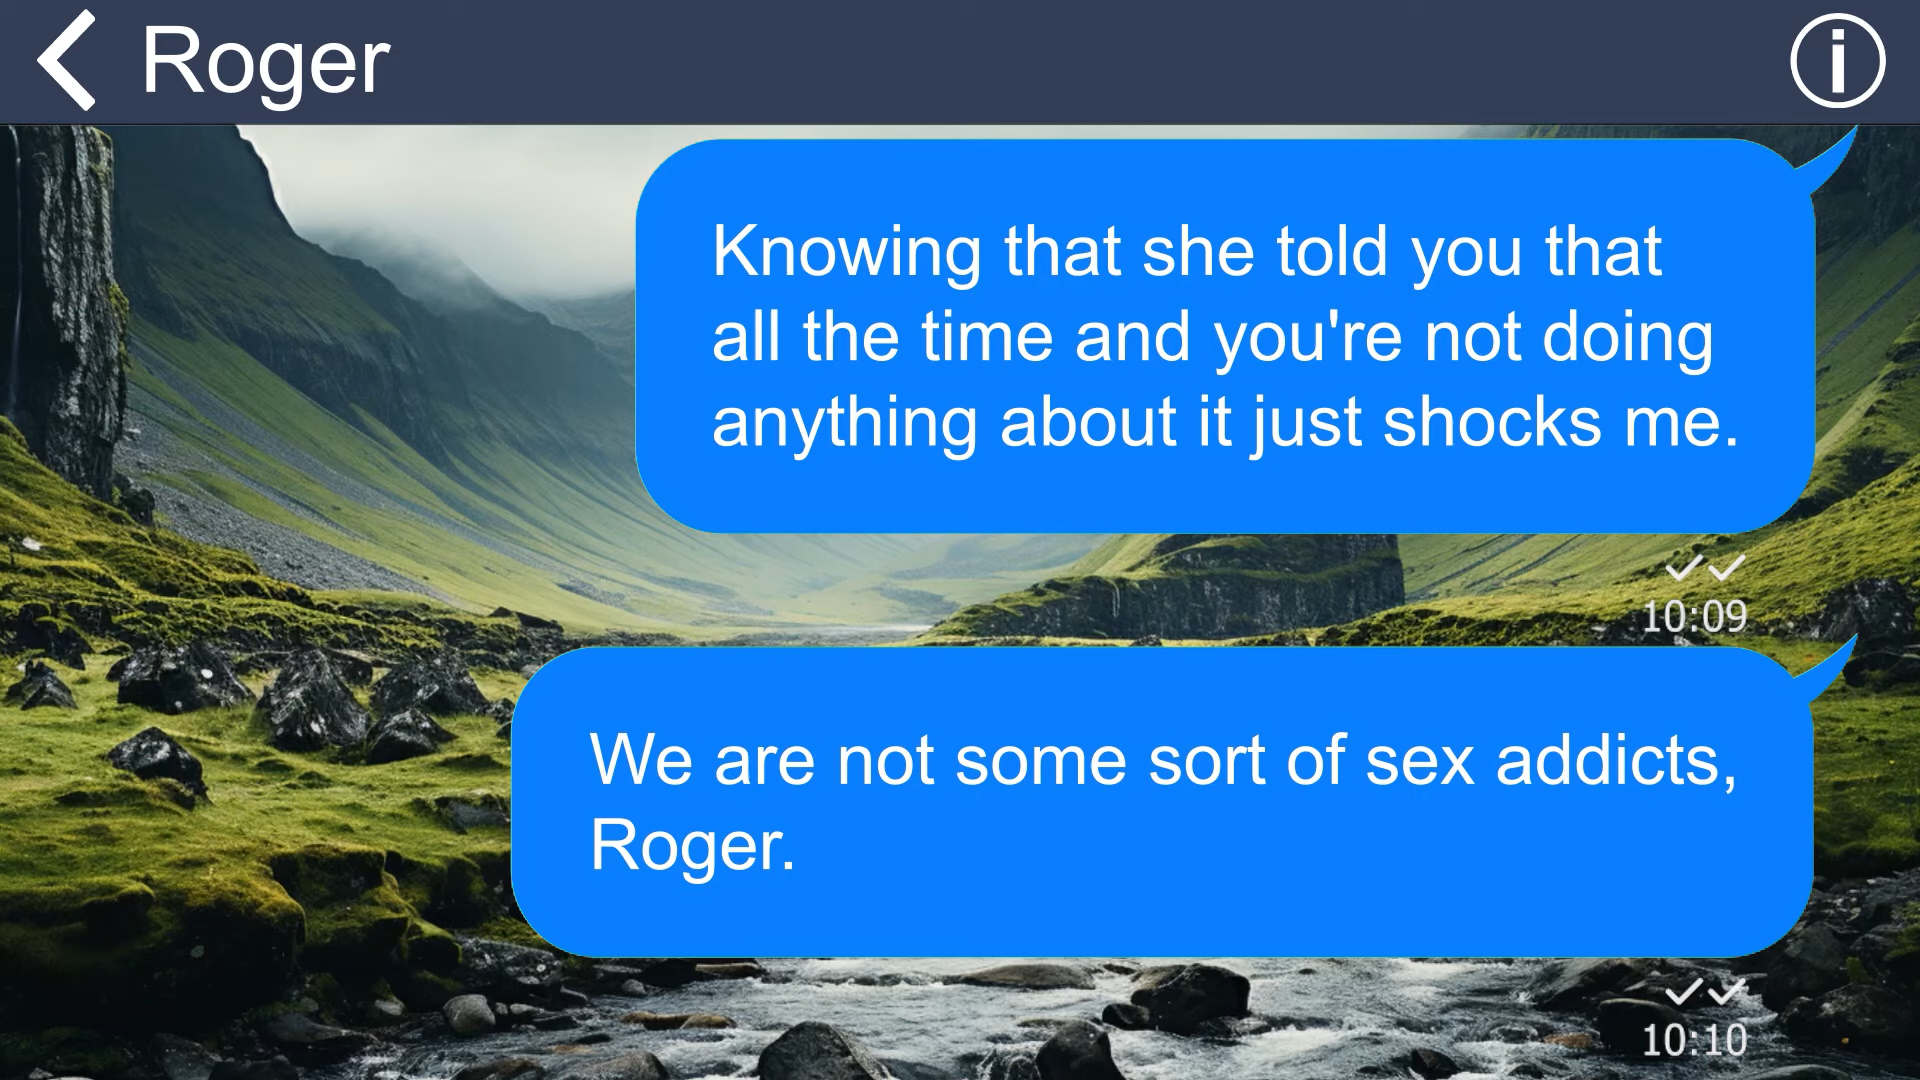 Roger
Knowing that she told you that
all the time and you're not doing
anything about it just shocks me.
10:09
We are not some sort of sex addicts,
Roger.
10:10